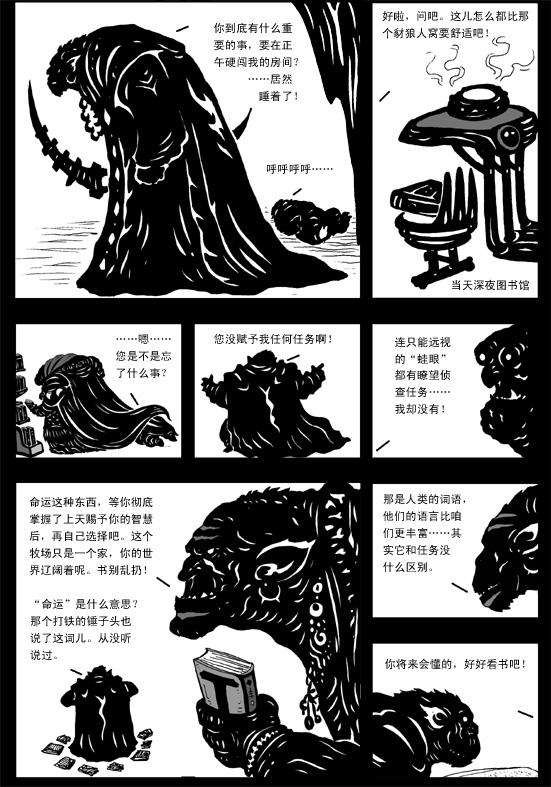 你到底有什么重
要的事，要在正
午硬闯我的房间？
……居然
睡着了！
呼呼呼呼……
好啦，问吧。这儿怎么都比那
个豺狼人窝要舒适吧！
当天深夜图书馆
……嗯……
您是不是忘
了什么事？
您没赋予我任何任务啊！
连只能远视
的“蛙眼”
都有瞭望侦
查任务……
我却没有！
命运这种东西，等你彻底
掌握了上天赐予你的智慧
后，再自己选择吧。这个
牧场只是一个家，你的世
界辽阔着呢。书别乱扔！
“命运”是什么意思？
那个打铁的锤子头也
说了这词儿。从没听
说过。
那是人类的词语，
他们的语言比咱
们更丰富……其
实它和任务没
什么区别。
你将来会懂的，好好看书吧！